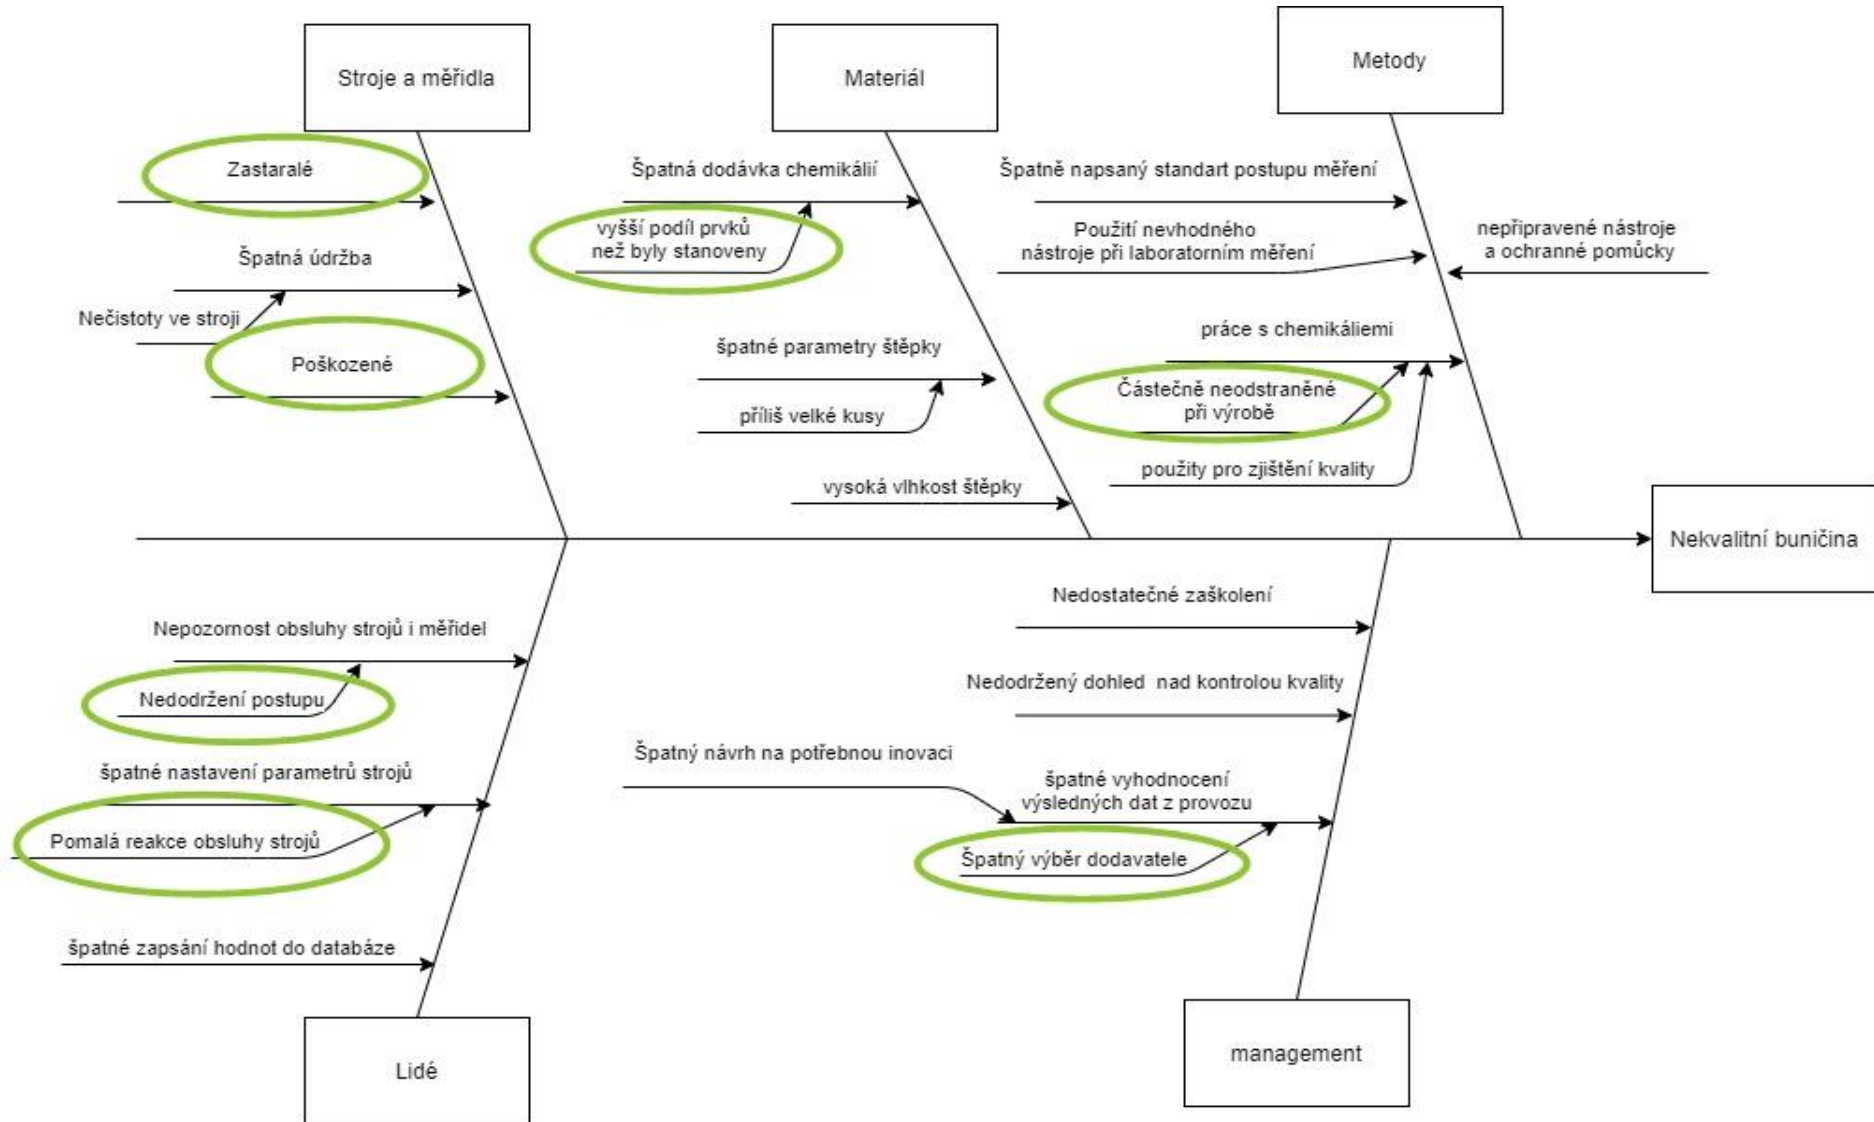 Stroje a měřidla
Materiál
Metody
Zastaralé
Špatná údržba
Nečistoty ve stroji
Poškozené
Špatná dodávka chemikálií
vyšší podíl prvků
než byly stanoveny
špatné parametry štěpky
příliš velké kusy
vysoká vlhkost štěpky
Špatně napsaný standart postupu měření
Použití nevhodného
nástroje při laboratorním měření
nepřipravené nástroje
a ochranné pomůcky
práce s chemikáliemi
Částečně neodstraněné
při výrobě
použity pro zjištění kvality
Nekvalitní buničina
Nepozornost obsluhy strojů i měřidel
Nedodržení postupu
špatné nastavení parametrů strojů
Pomalá reakce obsluhy strojů
špatné zapsání hodnot do databáze
Nedostatečné zaškolení
Nedodržený dohled  nad kontrolou kvality
Špatný návrh na potřebnou inovaci
špatné vyhodnocení
výsledných dat z provozu
Špatný výběr dodavatele
Lidé
management